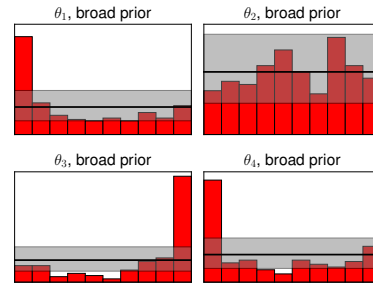 θ₁, broad prior
θ₂, broad prior
θ₃, broad prior
θ₄, broad prior